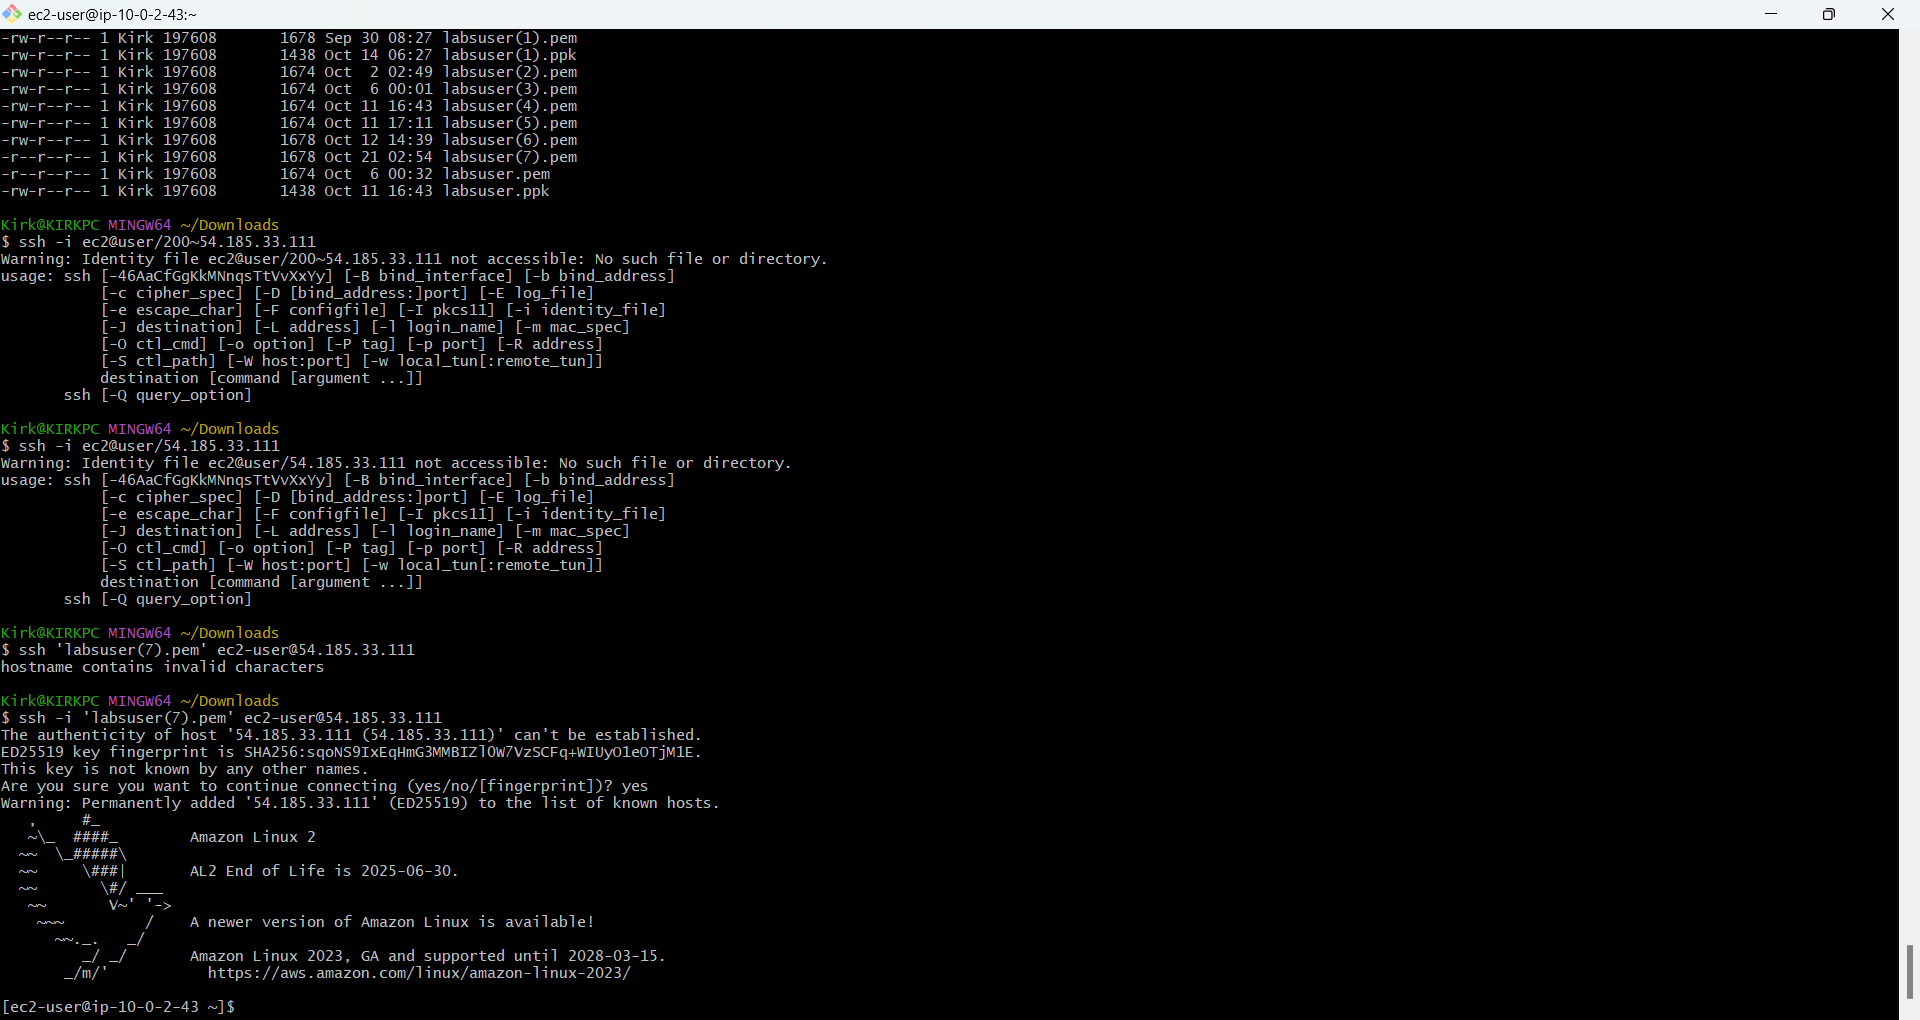 ec2-user@ip-10-0-2-43:~
-rw-r--r-- 1 Kirk 197608       1678 Sep 30 08:27 labsuser(1).pem
-rw-r--r-- 1 Kirk 197608       1438 Oct 14 06:27 labsuser(1).ppk
-rw-r--r-- 1 Kirk 197608       1674 Oct  2 02:49 labsuser(2).pem
-rw-r--r-- 1 Kirk 197608       1674 Oct  6 00:01 labsuser(3).pem
-rw-r--r-- 1 Kirk 197608       1674 Oct 11 16:43 labsuser(4).pem
-rw-r--r-- 1 Kirk 197608       1674 Oct 11 17:11 labsuser(5).pem
-rw-r--r-- 1 Kirk 197608       1678 Oct 12 14:39 labsuser(6).pem
-r--r--r-- 1 Kirk 197608       1678 Oct 21 02:54 labsuser(7).pem
-r--r--r-- 1 Kirk 197608       1674 Oct  6 00:32 labsuser.pem
-rw-r--r-- 1 Kirk 197608       1438 Oct 11 16:43 labsuser.ppk

Kirk@KIRKPC MINGW64 ~/Downloads
$ ssh -i ec2@user/200~54.185.33.111
Warning: Identity file ec2@user/200~54.185.33.111 not accessible: No such file or directory.
usage: ssh [-46AaCfGgKkMNnqsTtVvXxYy] [-B bind_interface] [-b bind_address]
           [-c cipher_spec] [-D [bind_address:]port] [-E log_file]
           [-e escape_char] [-F configfile] [-I pkcs11] [-i identity_file]
           [-J destination] [-L address] [-l login_name] [-m mac_spec]
           [-O ctl_cmd] [-o option] [-P tag] [-p port] [-R address]
           [-S ctl_path] [-W host:port] [-w local_tun[:remote_tun]]
           destination [command [argument ...]]
       ssh [-Q query_option]

Kirk@KIRKPC MINGW64 ~/Downloads
$ ssh -i ec2@user/54.185.33.111
Warning: Identity file ec2@user/54.185.33.111 not accessible: No such file or directory.
usage: ssh [-46AaCfGgKkMNnqsTtVvXxYy] [-B bind_interface] [-b bind_address]
           [-c cipher_spec] [-D [bind_address:]port] [-E log_file]
           [-e escape_char] [-F configfile] [-I pkcs11] [-i identity_file]
           [-J destination] [-L address] [-l login_name] [-m mac_spec]
           [-O ctl_cmd] [-o option] [-P tag] [-p port] [-R address]
           [-S ctl_path] [-W host:port] [-w local_tun[:remote_tun]]
           destination [command [argument ...]]
       ssh [-Q query_option]

Kirk@KIRKPC MINGW64 ~/Downloads
$ ssh 'labsuser(7).pem' ec2-user@54.185.33.111
hostname contains invalid characters

Kirk@KIRKPC MINGW64 ~/Downloads
$ ssh -i 'labsuser(7).pem' ec2-user@54.185.33.111
The authenticity of host '54.185.33.111 (54.185.33.111)' can't be established.
ED25519 key fingerprint is SHA256:sqoNS9IxEqHmG3MMBIZlOW7VzSCFq+WIUyO1eOTjM1E.
This key is not known by any other names.
Are you sure you want to continue connecting (yes/no/[fingerprint])? yes
Warning: Permanently added '54.185.33.111' (ED25519) to the list of known hosts.
   ,     #_
   ~\_  ####_        Amazon Linux 2
  ~~  \_#####\
  ~~     \###|       AL2 End of Life is 2025-06-30.
  ~~       \#/ ___
   ~~       V~' '->
    ~~~         /    A newer version of Amazon Linux is available!
      ~~._.   _/
         _/ _/       Amazon Linux 2023, GA and supported until 2028-03-15.
       _/m/'           https://aws.amazon.com/linux/amazon-linux-2023/

[ec2-user@ip-10-0-2-43 ~]$